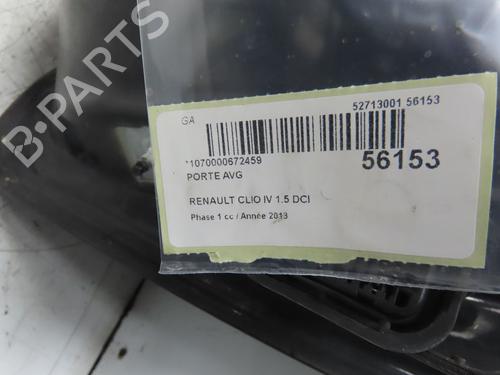 GA
52713001 56153
*1070000672459
56153
PORTE AVG
RENAULT CLIO IV 1.5 DCI
Phase 1 cc / Année 2013
B-PARTS